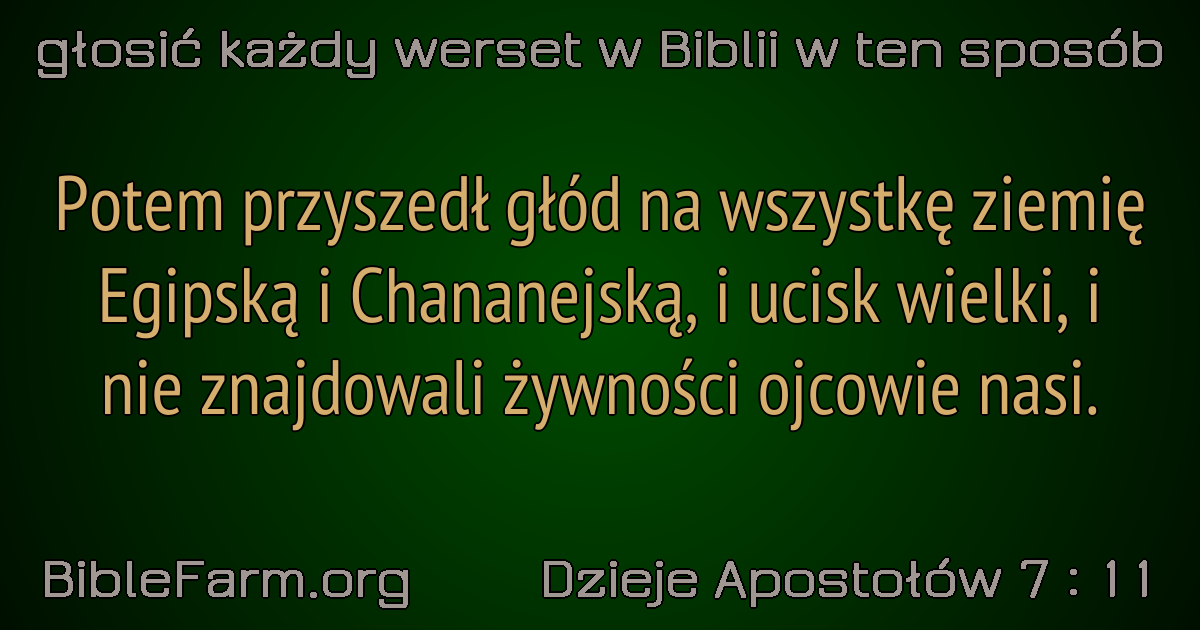 głosić każdy werset w Biblii w ten sposób
Potem przyszedł głód na wszystkę ziemię
Egipską i Chananejską, i ucisk wielki, i
nie znajdowali żywności ojcowie nasi.
BibleFarm.org
Dzieje Apostołów 7 : 11